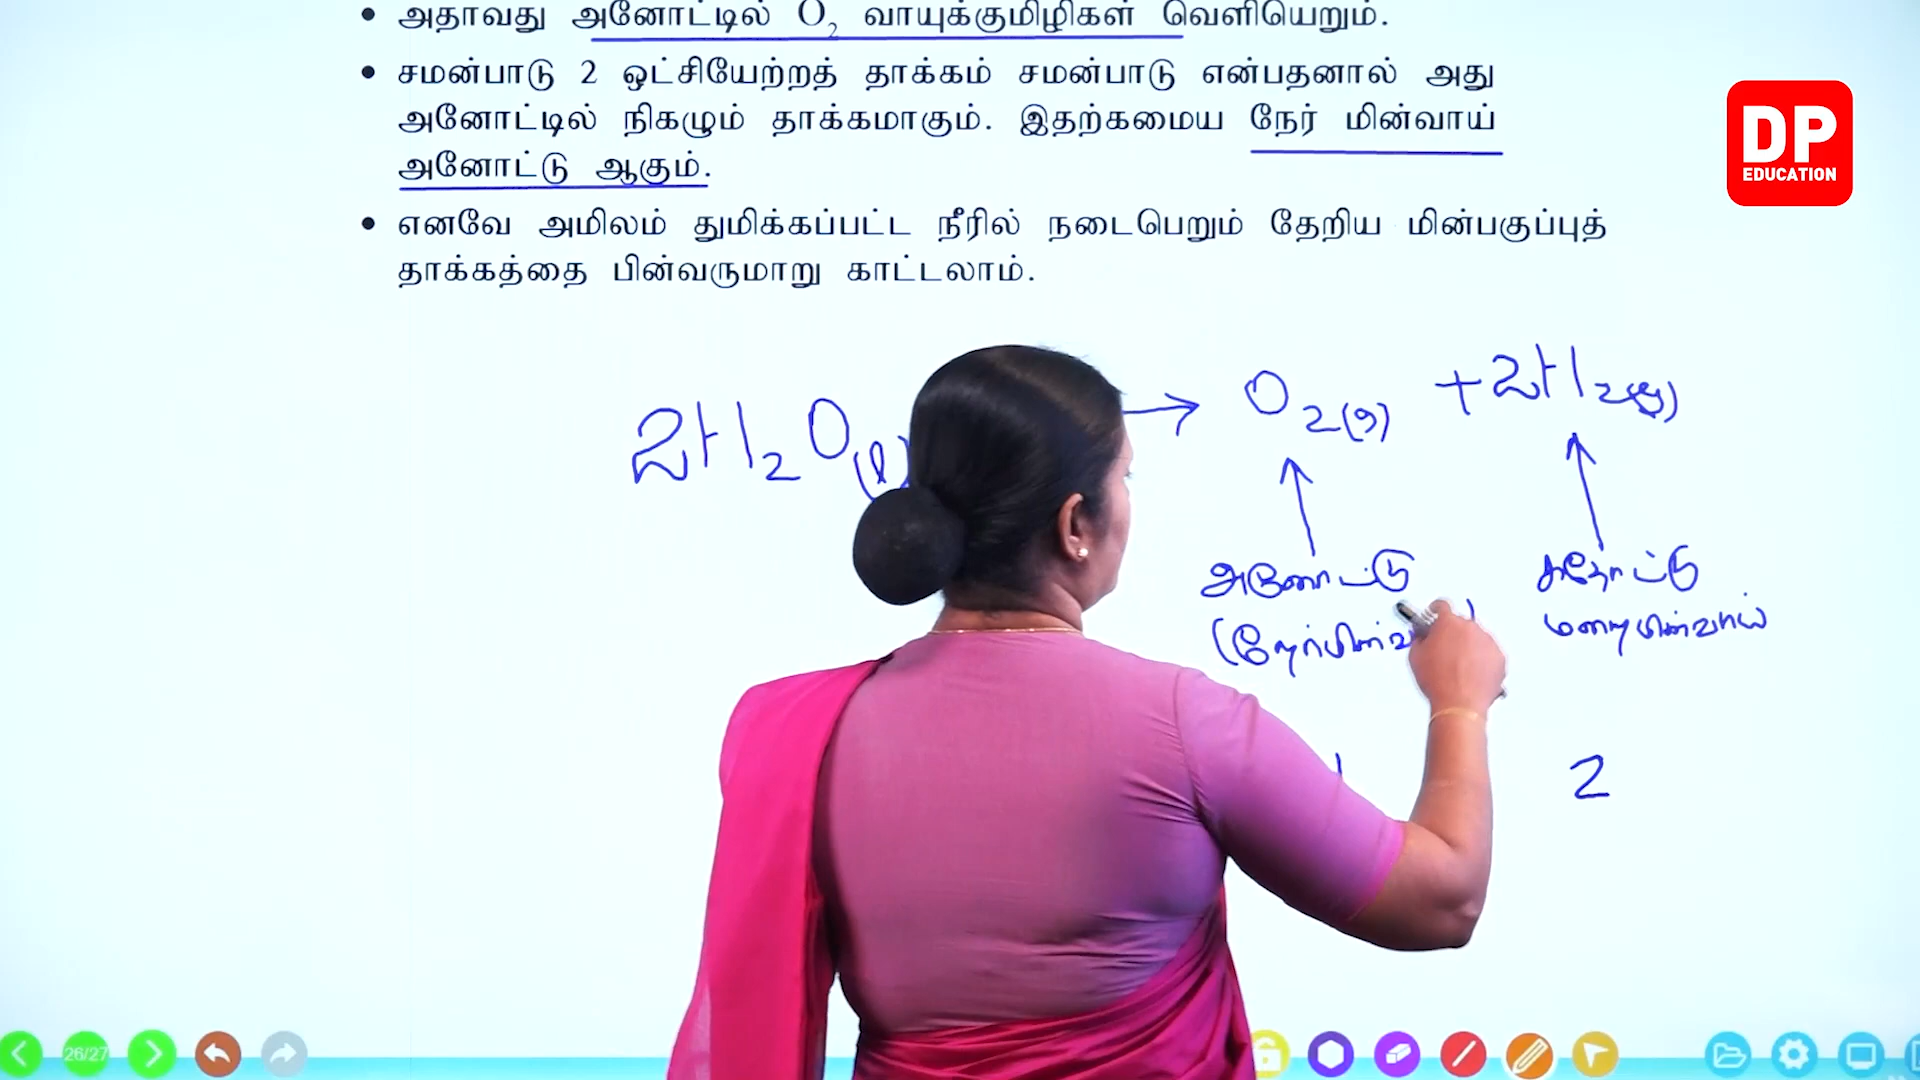 • அதாவது அனோட்டில் O₂ வாயுக்குமிழிகள் வெளியெறும்.
• சமன்பாடு 2 ஒட்சியேற்றத் தாக்கம் சமன்பாடு என்பதனால் அது
அனோட்டில் நிகழும் தாக்கமாகும். இதற்கமைய நேர் மின்வாய்
அனோட்டு ஆகும்.
• எனவே அமிலம் துமிக்கப்பட்ட நீரில் நடைபெறும் தேறிய மின்பகுப்புத்
தாக்கத்தை பின்வருமாறு காட்டலாம்.
DP
EDUCATION
2H₂O(l) → O₂(g) + 2H₂(g)
அனோட்டு கதோட்டு
மறைமின்வாய்
2
26/27